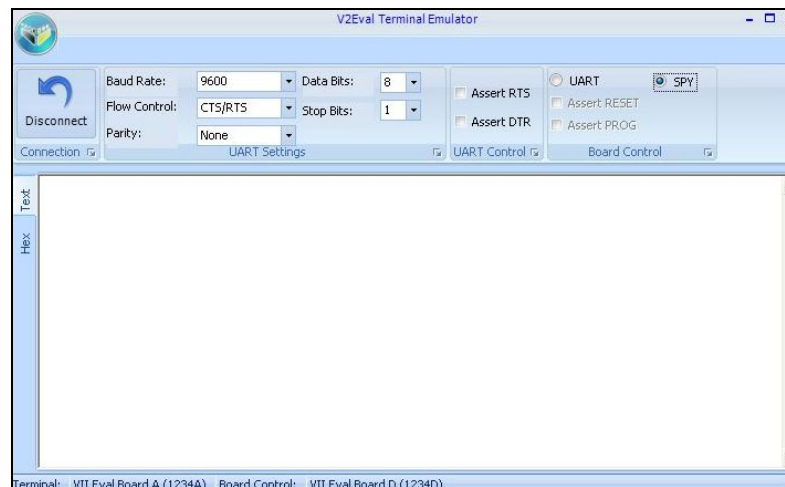 V2Eval Terminal Emulator
Disconnect
Connection
Baud Rate: 9600 Data Bits: 8
Flow Control: CTS/RTS Stop Bits: 1
Parity: None
UART Settings
Assert RTS
Assert DTR
UART Control
UART SPY
Assert RESET
Assert PROG
Board Control
Text
Hex
Terminal: VII Eval Board A (1234A) Board Control: VII Eval Board D (1234D)